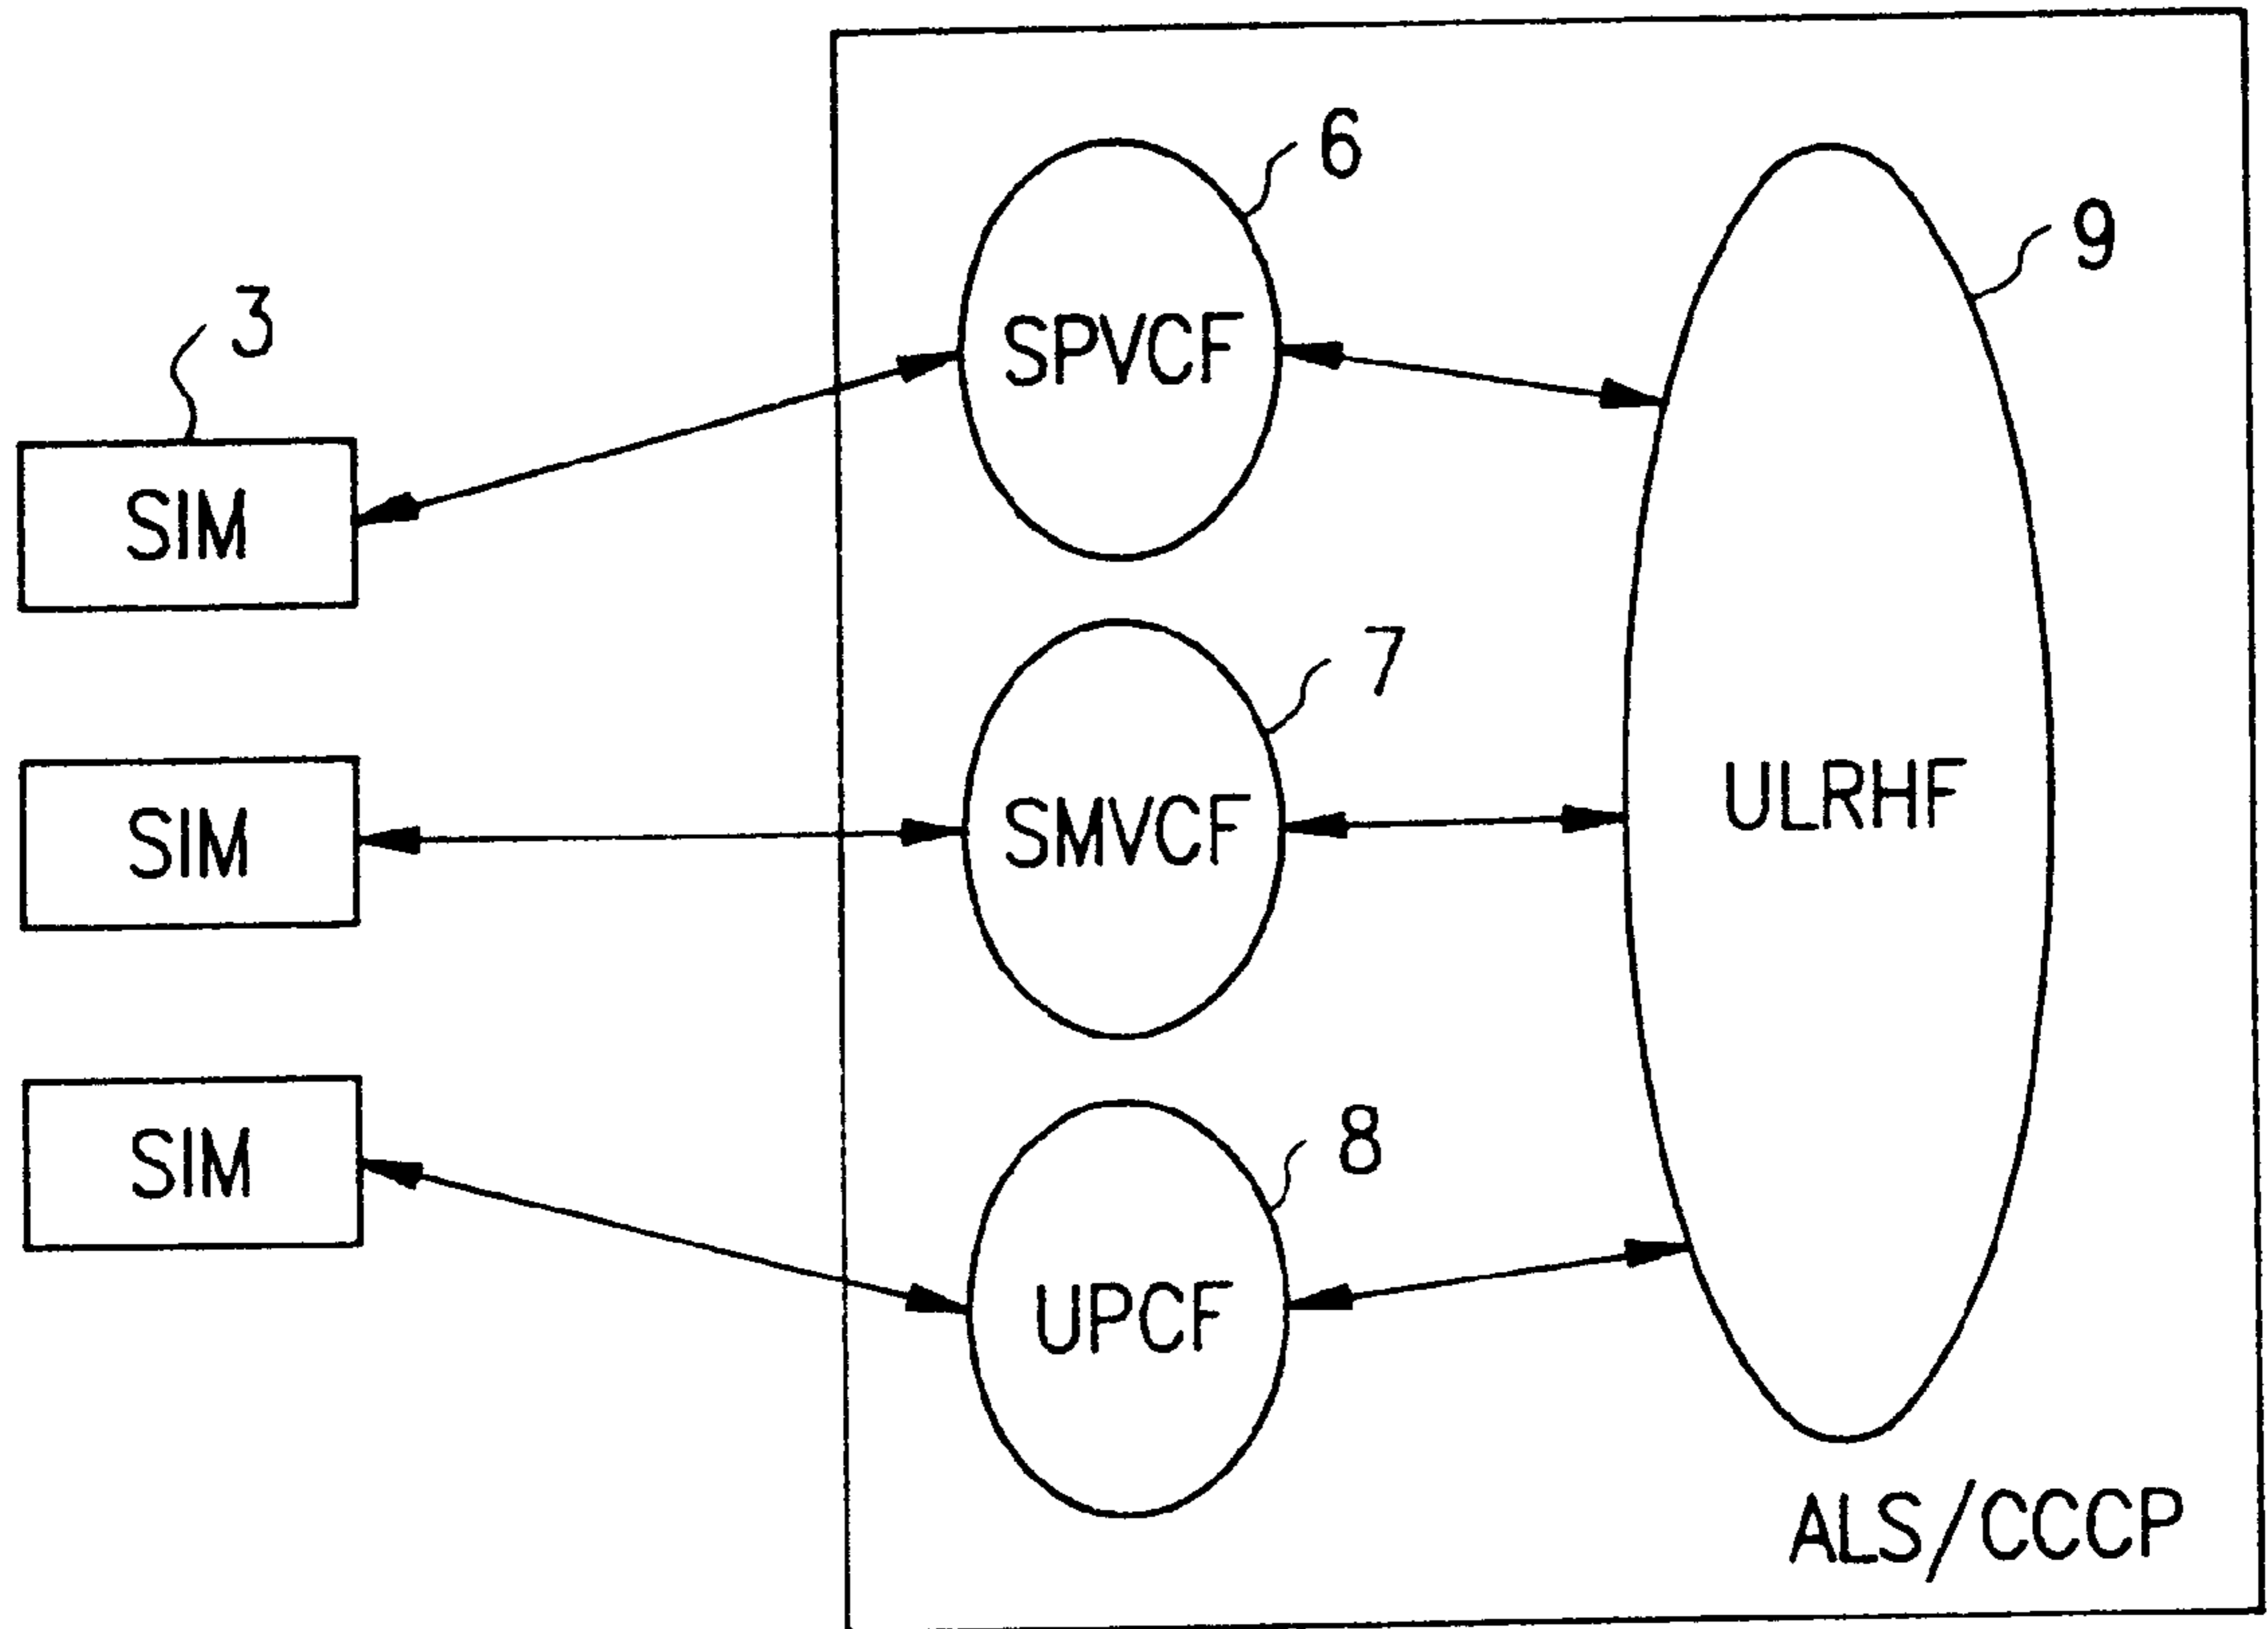 6
SPVCF
9
3
SIM
7
SMVCF
ULRHF
SIM
8
SIM
UPCF
ALS/CCCP